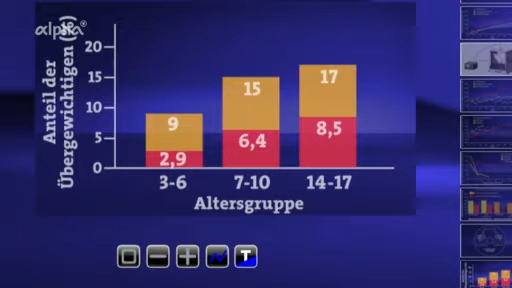 alpha
Anteil der
Übergewichtigen (%)
20
15
10
5
0
9
15
17
2,9
6,4
8,5
3-6
7-10
14-17
Altersgruppe
T